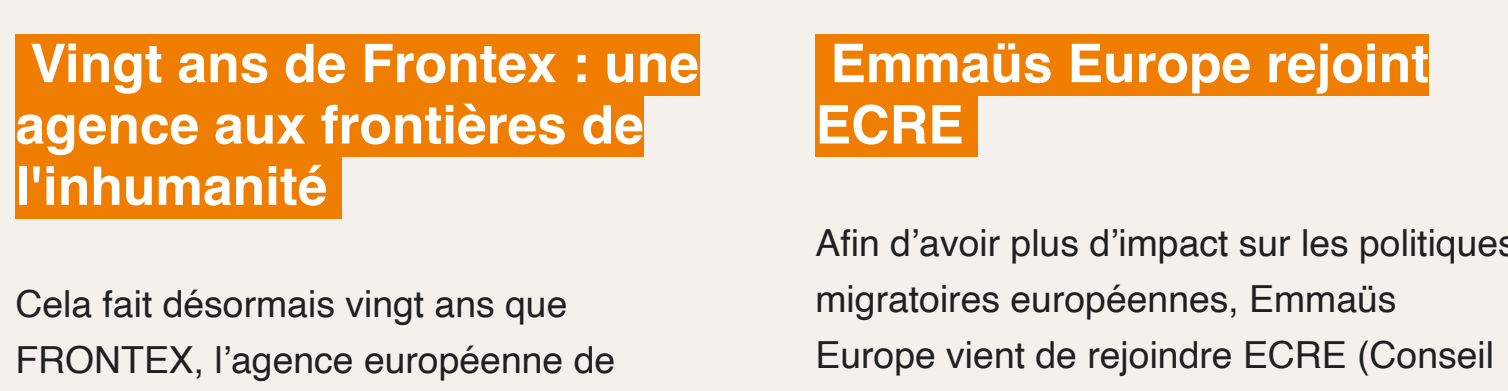 Vingt ans de Frontex : une
agence aux frontières de
l'inhumanité
Cela fait désormais vingt ans que
FRONTEX, l’agence européenne de
Emmaüs Europe rejoint
ECRE
Afin d’avoir plus d’impact sur les politiques
migratoires européennes, Emmaüs
Europe vient de rejoindre ECRE (Conseil